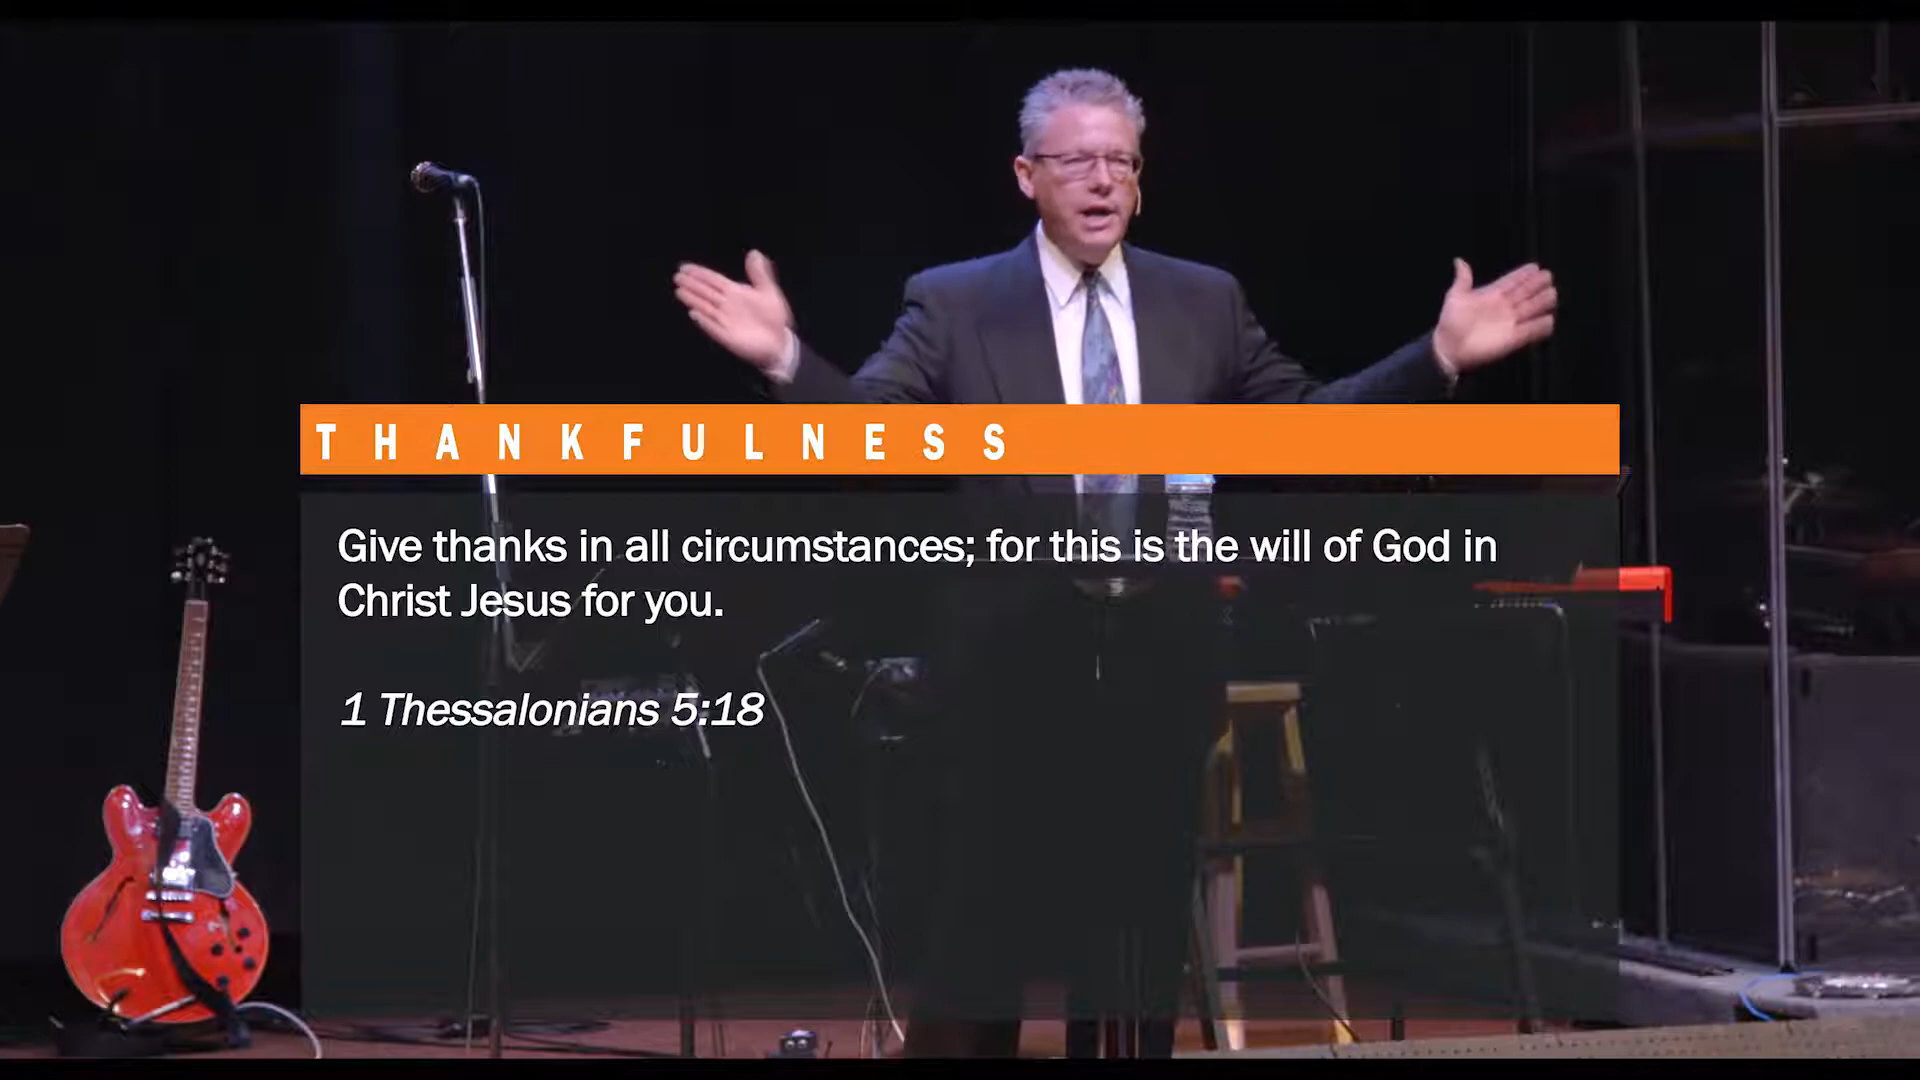 THANKFULNESS
Give thanks in all circumstances; for this is the will of God in
Christ Jesus for you.
1 Thessalonians 5:18